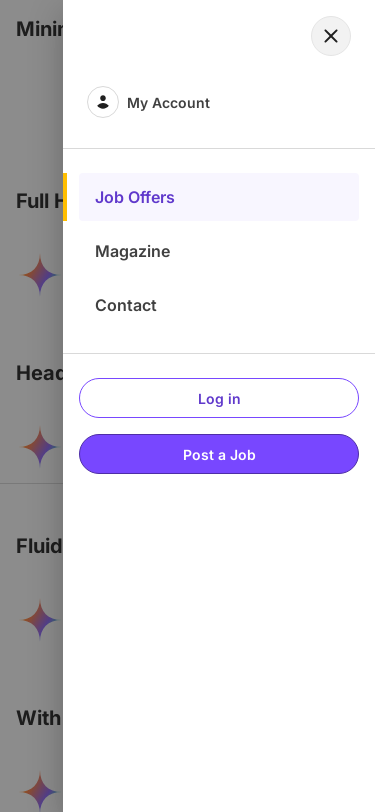 Minin
My Account
Full H
Job Offers
Magazine
Contact
Head
Log in
Post a Job
Fluid
With